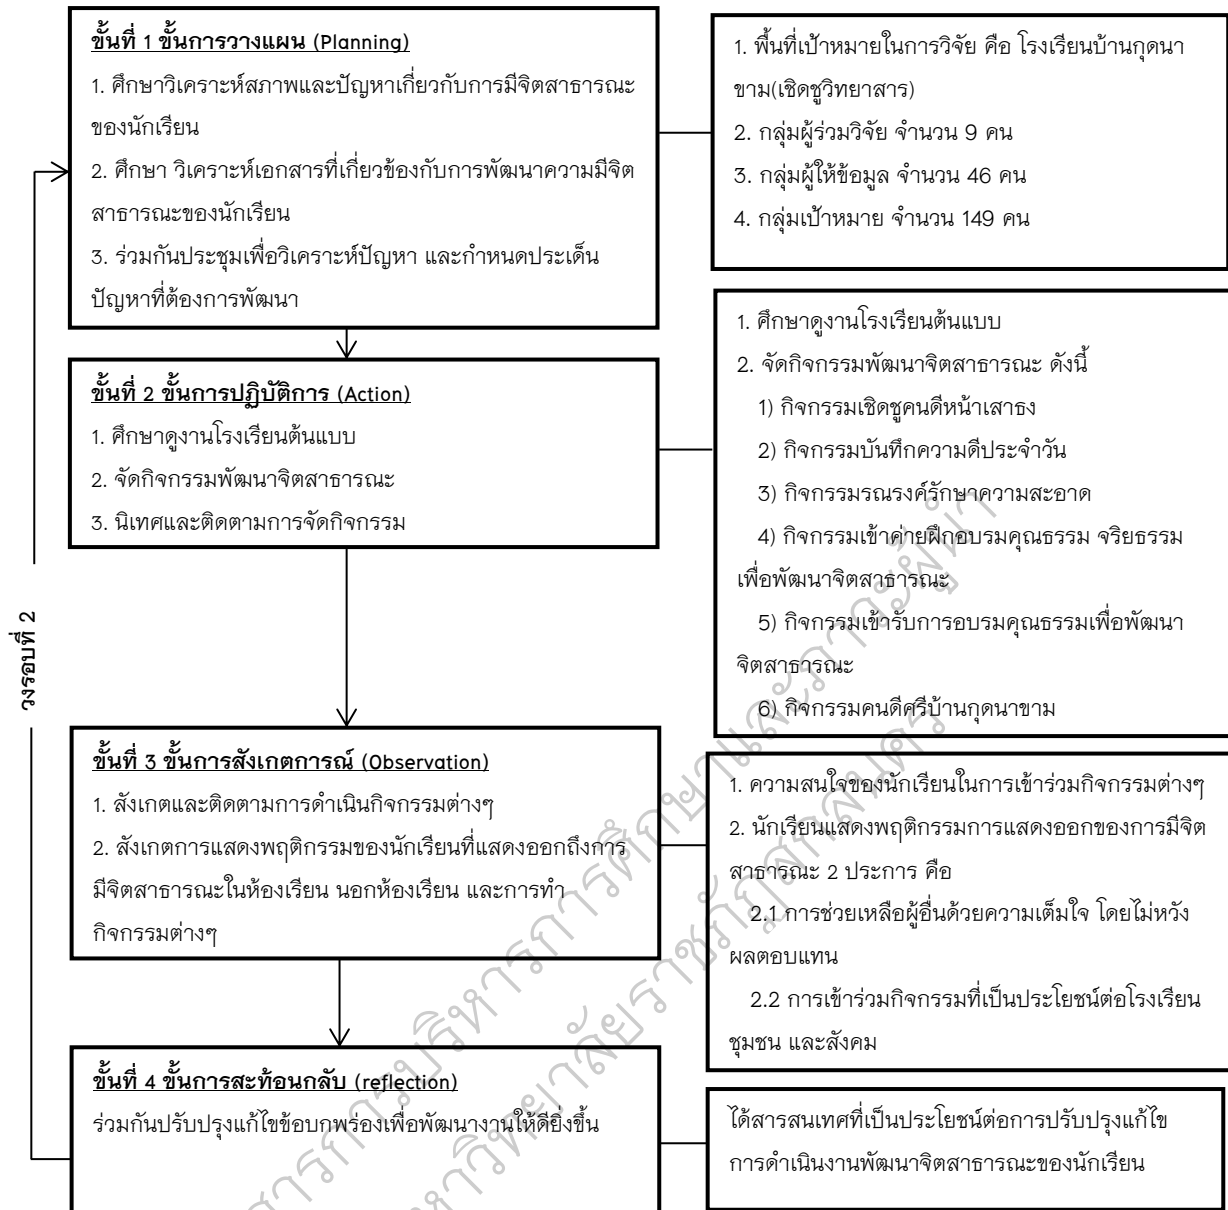 ขั้นที่ 1 ขั้นการวางแผน (Planning)
1. ศึกษาวิเคราะห์สภาพและปัญหาเกี่ยวกับการมีจิตสาธารณะ
ของนักเรียน
2. ศึกษา วิเคราะห์เอกสารที่เกี่ยวข้องกับการพัฒนาความมีจิต
สาธารณะของนักเรียน
3. ร่วมกันประชุมเพื่อวิเคราะห์ปัญหา และกำหนดประเด็น
ปัญหาที่ต้องการพัฒนา
1. พื้นที่เป้าหมายในการวิจัย คือ โรงเรียนบ้านกุดนา
ขาม(เชิดชูวิทยาสาร)
2. กลุ่มผู้ร่วมวิจัย จำนวน 9 คน
3. กลุ่มผู้ให้ข้อมูล จำนวน 46 คน
4. กลุ่มเป้าหมาย จำนวน 149 คน
ขั้นที่ 2 ขั้นการปฏิบัติการ (Action)
1. ศึกษาดูงานโรงเรียนต้นแบบ
2. จัดกิจกรรมพัฒนาจิตสาธารณะ
3. นิเทศและติดตามการจัดกิจกรรม
1. ศึกษาดูงานโรงเรียนต้นแบบ
2. จัดกิจกรรมพัฒนาจิตสาธารณะ ดังนี้
1) กิจกรรมเชิดชูคนดีหน้าเสาธง
2) กิจกรรมบันทึกความดีประจำวัน
3) กิจกรรมรณรงค์รักษาความสะอาด
4) กิจกรรมเข้าค่ายฝึกอบรมคุณธรรม จริยธรรม
เพื่อพัฒนาจิตสาธารณะ
5) กิจกรรมเข้ารับการอบรมคุณธรรมเพื่อพัฒนา
จิตสาธารณะ
6) กิจกรรมคนดีศรีบ้านกุดนาขาม
วงรอบที่ 2
ขั้นที่ 3 ขั้นการสังเกตการณ์ (Observation)
1. สังเกตและติดตามการดำเนินกิจกรรมต่างๆ
2. สังเกตการแสดงพฤติกรรมของนักเรียนที่แสดงออกถึงการ
มีจิตสาธารณะในห้องเรียน นอกห้องเรียน และการทำ
กิจกรรมต่างๆ
1. ความสนใจของนักเรียนในการเข้าร่วมกิจกรรมต่างๆ
2. นักเรียนแสดงพฤติกรรมการแสดงออกของการมีจิต
สาธารณะ 2 ประการ คือ
2.1 การช่วยเหลือผู้อื่นด้วยความเต็มใจ โดยไม่หวัง
ผลตอบแทน
2.2 การเข้าร่วมกิจกรรมที่เป็นประโยชน์ต่อโรงเรียน
ชุมชน และสังคม
ขั้นที่ 4 ขั้นการสะท้อนกลับ (reflection)
ร่วมกันปรับปรุงแก้ไขข้อบกพร่องเพื่อพัฒนางานให้ดียิ่งขึ้น
ได้สารสนเทศที่เป็นประโยชน์ต่อการปรับปรุงแก้ไข
การดำเนินงานพัฒนาจิตสาธารณะของนักเรียน
สารการบริหารการศึกษาและภาวะผู้นำ
หาวิทยาลัยราชภัฏสกลนคร